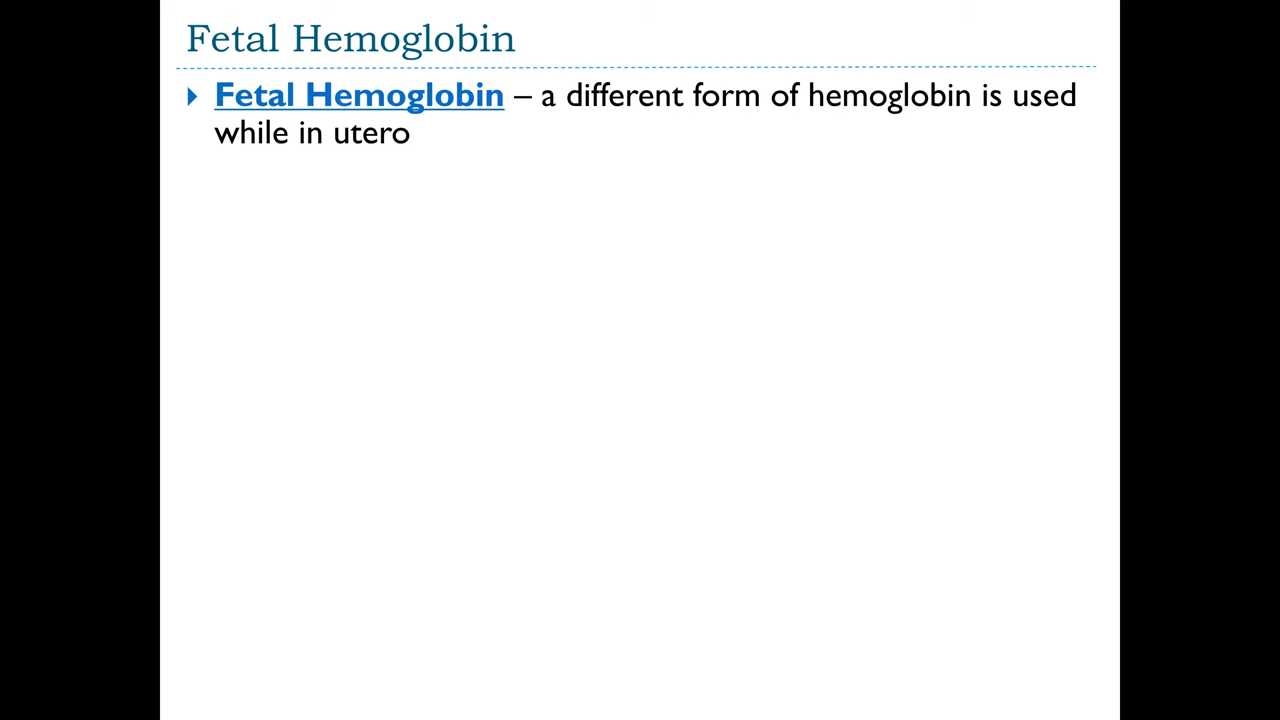 Fetal Hemoglobin
Fetal Hemoglobin – a different form of hemoglobin is used
while in utero